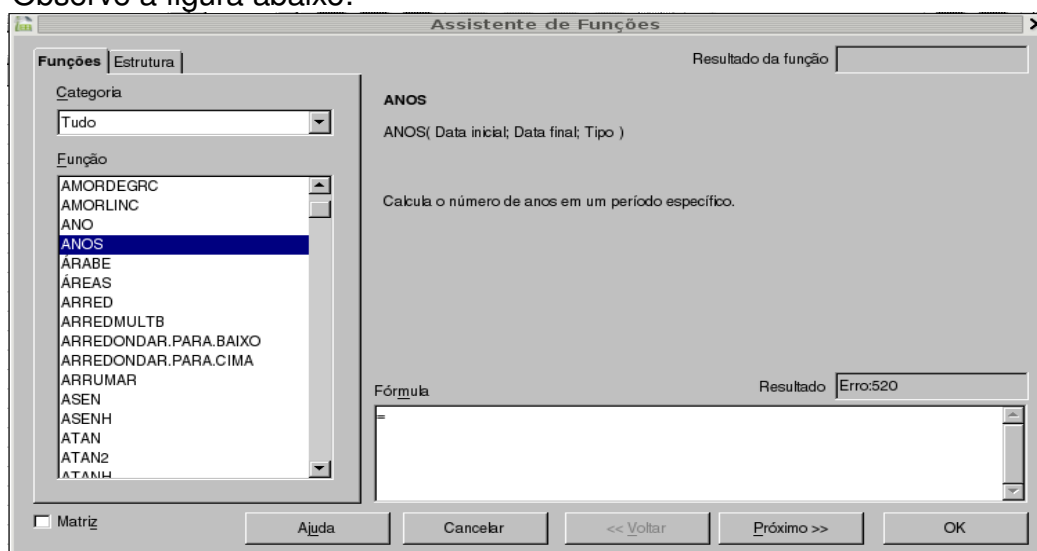 Observe a figura abaixo:
Assistente de Funções
Funções
Estrutura
Resultado da função
Categoria
Tudo
Função
AMORDEGRC
AMORLINC
ANO
ANOS
ÁRABE
ÁREAS
ARRED
ARREDMULTB
ARREDONDAR.PARA.BAIXO
ARREDONDAR.PARA.CIMA
ARRUMAR
ASEN
ASENH
ATAN
ATAN2
ATANH
ANOS
ANOS( Data inicial; Data final; Tipo )
Calcula o número de anos em um período específico.
Fórmula
Resultado
Erro:520
=
Matriz
Ajuda
Cancelar
<< Voltar
Próximo >>
OK